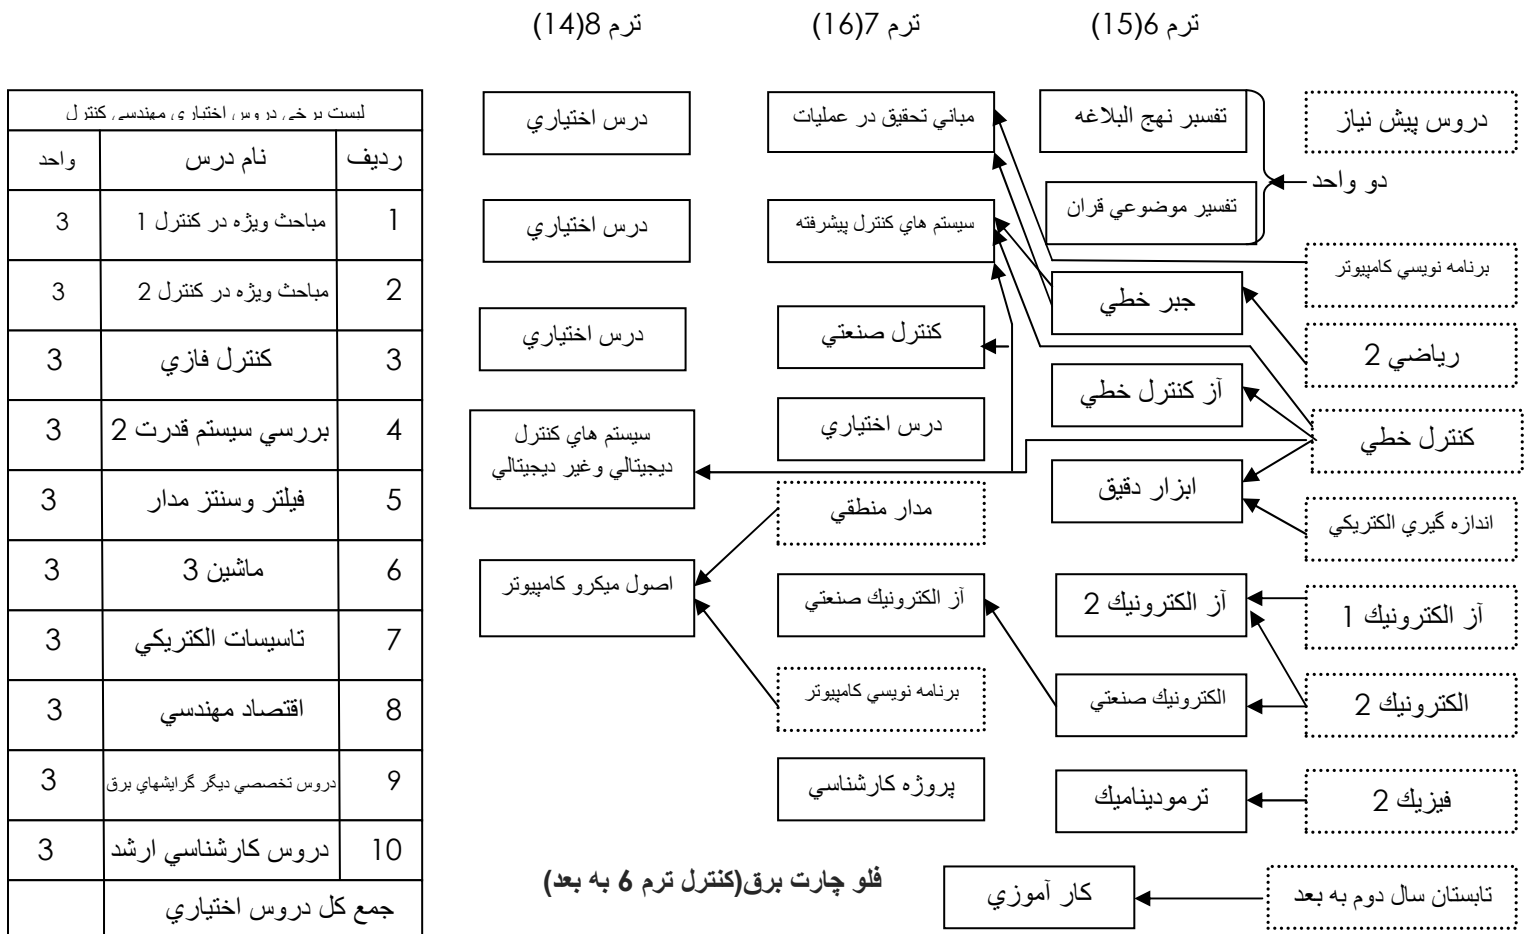 ترم 6(15)
ترم 7(16)
ترم 8(14)
دروس پيش نياز
دو واحد
برنامه نويسي كامپيوتر
رياضي 2
كنترل خطي
اندازه گيري الكتريكي
آز الكترونيك 1
الكترونيك 2
فيزيك 2
تابستان سال دوم به بعد
تفسير نهج البلاغه
تفسير موضوعي قران
جبر خطي
آز كنترل خطي
ابزار دقيق
آز الكترونيك 2
الكترونيك صنعتي
ترموديناميك
كار آموزي
مباني تحقيق در عمليات
سيستم هاي كنترل پيشرفته
كنترل صنعتي
درس اختياري
مدار منطقي
آز الكترونيك صنعتي
برنامه نويسي كامپيوتر
پروژه كارشناسي
درس اختياري
درس اختياري
درس اختياري
سيستم هاي كنترل
ديجيتالي وغير ديجيتالي
اصول ميكرو كامپيوتر
فلو چارت برق(كنترل ترم 6 به بعد)
ليست برخي دروس اختياري مهندسي كنترل
رديف نام درس واحد
1 مباحث ويژه در كنترل 1 3
2 مباحث ويژه در كنترل 2 3
3 كنترل فازي 3
4 بررسي سيستم قدرت 2 3
5 فيلتر وسنتز مدار 3
6 ماشين 3 3
7 تاسيسات الكتريكي 3
8 اقتصاد مهندسي 3
9 دروس تخصصي ديگر گرايشهاي برق 3
10 دروس كارشناسي ارشد 3
جمع كل دروس اختياري